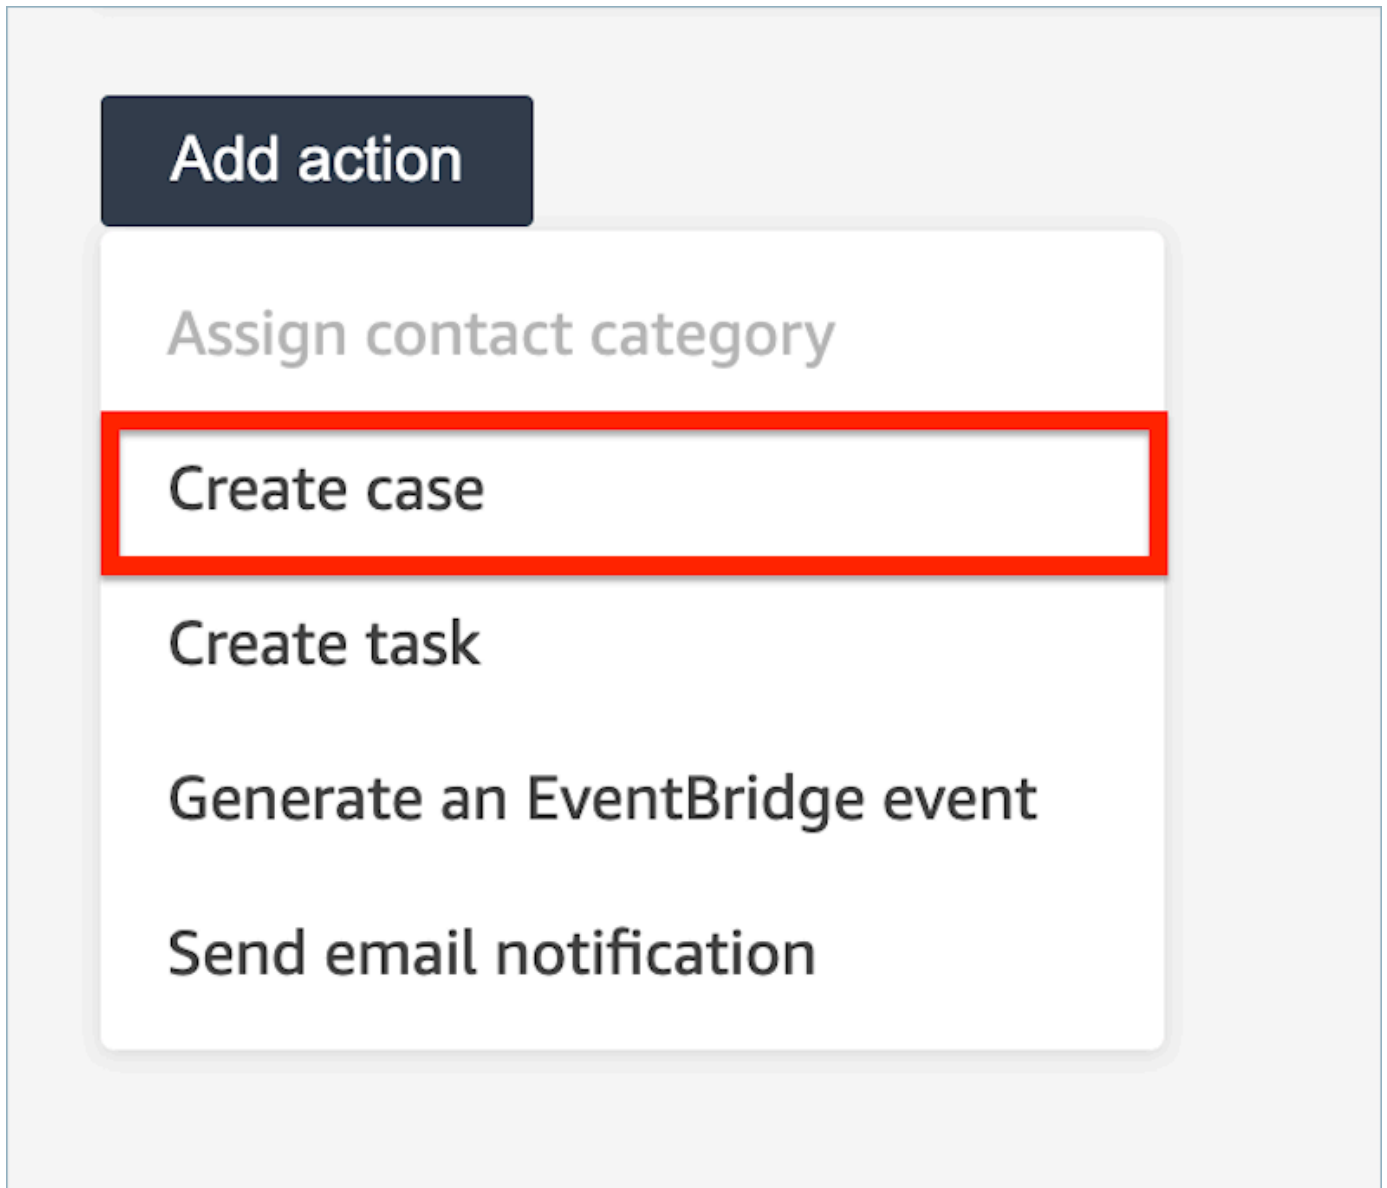 Add action
Assign contact category
Create case
Create task
Generate an EventBridge event
Send email notification